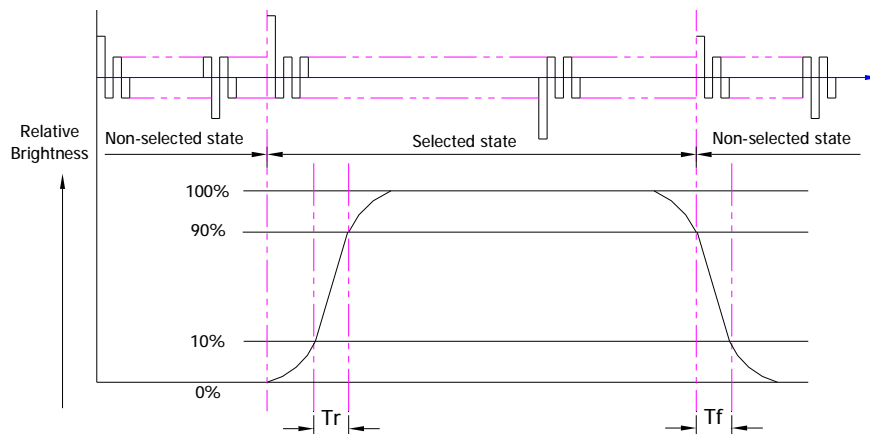 Relative
Brightness
Non-selected state
Selected state
Non-selected state
100%
90%
10%
0%
Tr
Tf